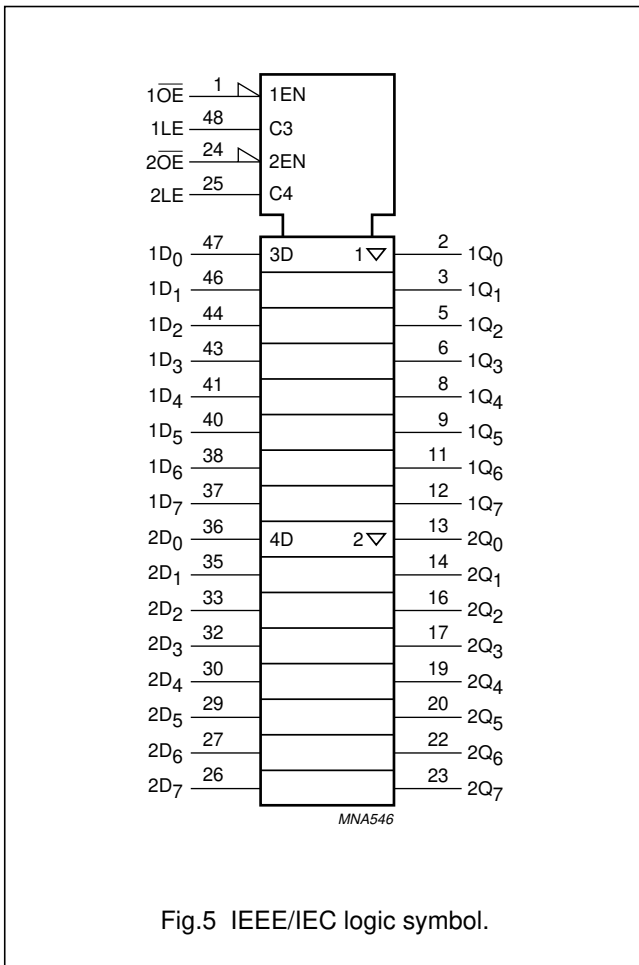 1O̅E̅ 1 1EN
1LE 48 C3
2O̅E̅ 24 2EN
2LE 25 C4
1D0 47 3D 1▽ 2 1Q0
1D1 46 3 1Q1
1D2 44 5 1Q2
1D3 43 6 1Q3
1D4 41 8 1Q4
1D5 40 9 1Q5
1D6 38 11 1Q6
1D7 37 12 1Q7
2D0 36 4D 2▽ 13 2Q0
2D1 35 14 2Q1
2D2 33 16 2Q2
2D3 32 17 2Q3
2D4 30 19 2Q4
2D5 29 20 2Q5
2D6 27 22 2Q6
2D7 26 23 2Q7
MNA546
Fig.5 IEEE/IEC logic symbol.